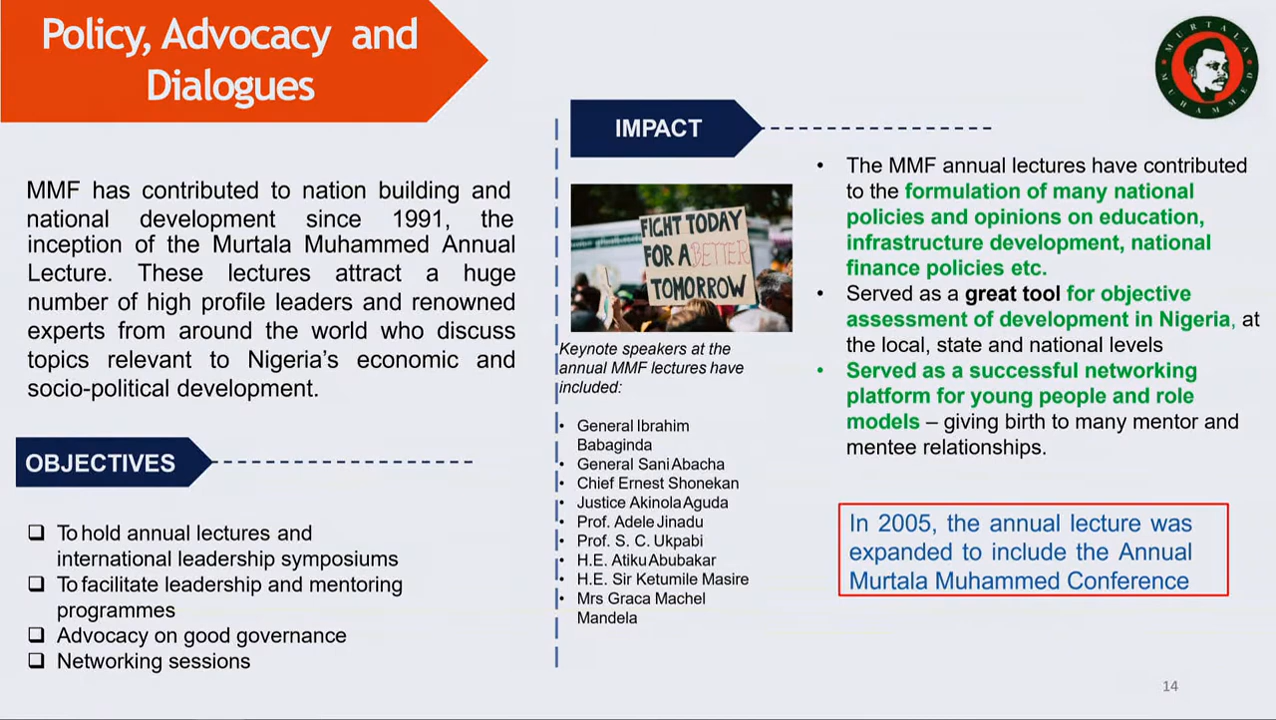 Policy, Advocacy and
Dialogues
MURTALA
MUHAMMED
MMF has contributed to nation building and
national development since 1991, the
inception of the Murtala Muhammed Annual
Lecture. These lectures attract a huge
number of high profile leaders and renowned
experts from around the world who discuss
topics relevant to Nigeria's economic and
socio-political development.
OBJECTIVES
❑ To hold annual lectures and
international leadership symposiums
❑ To facilitate leadership and mentoring
programmes
❑ Advocacy on good governance
❑ Networking sessions
IMPACT
FIGHT TODAY
FOR A BETTER
TOMORROW
Keynote speakers at the
annual MMF lectures have
included:
• General Ibrahim
Babaginda
• General Sani Abacha
• Chief Ernest Shonekan
• Justice Akinola Aguda
• Prof. Adele Jinadu
• Prof. S. C. Ukpabi
• H.E. Atiku Abubakar
• H.E. Sir Ketumile Masire
• Mrs Graca Machel
Mandela
• The MMF annual lectures have contributed
to the formulation of many national
policies and opinions on education,
infrastructure development, national
finance policies etc.
• Served as a great tool for objective
assessment of development in Nigeria, at
the local, state and national levels
• Served as a successful networking
platform for young people and role
models – giving birth to many mentor and
mentee relationships.
In 2005, the annual lecture was
expanded to include the Annual
Murtala Muhammed Conference
14